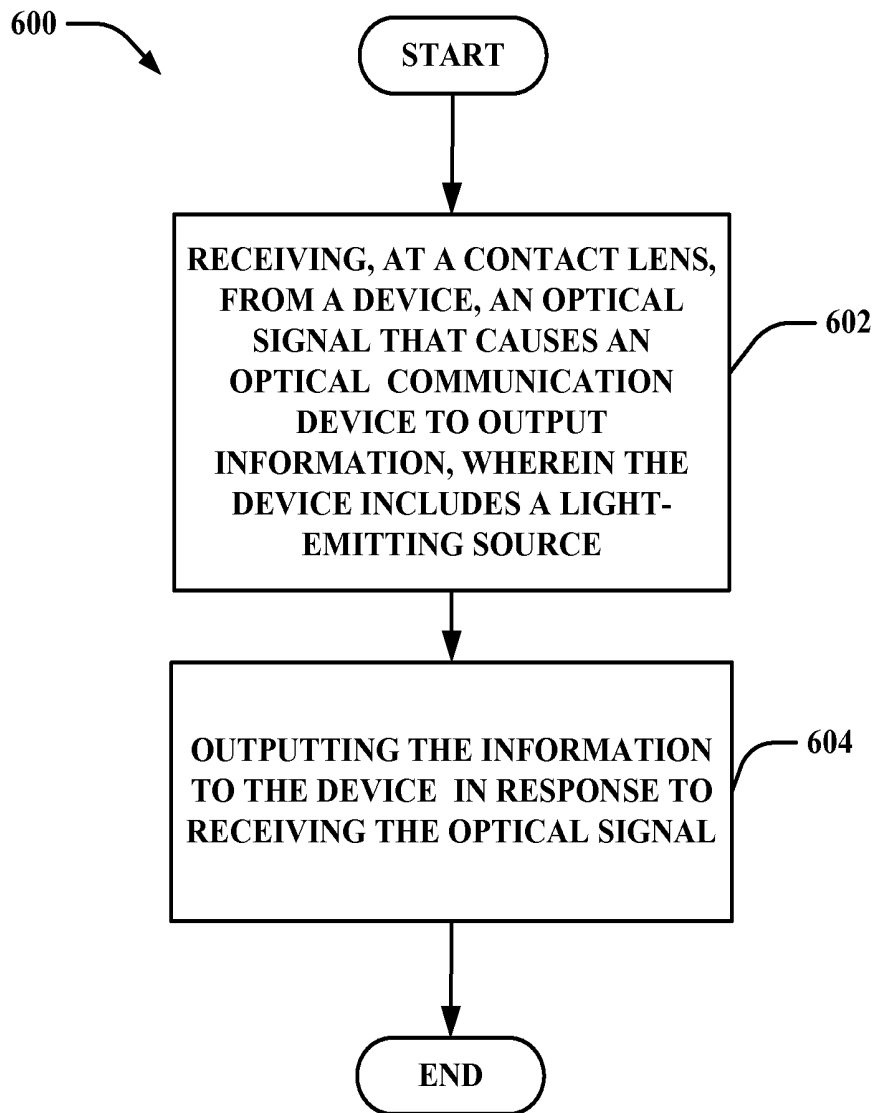 600
START
RECEIVING, AT A CONTACT LENS,
FROM A DEVICE, AN OPTICAL
SIGNAL THAT CAUSES AN
OPTICAL COMMUNICATION
DEVICE TO OUTPUT
INFORMATION, WHEREIN THE
DEVICE INCLUDES A LIGHT-
EMITTING SOURCE
602
OUTPUTTING THE INFORMATION
TO THE DEVICE IN RESPONSE TO
RECEIVING THE OPTICAL SIGNAL
604
END